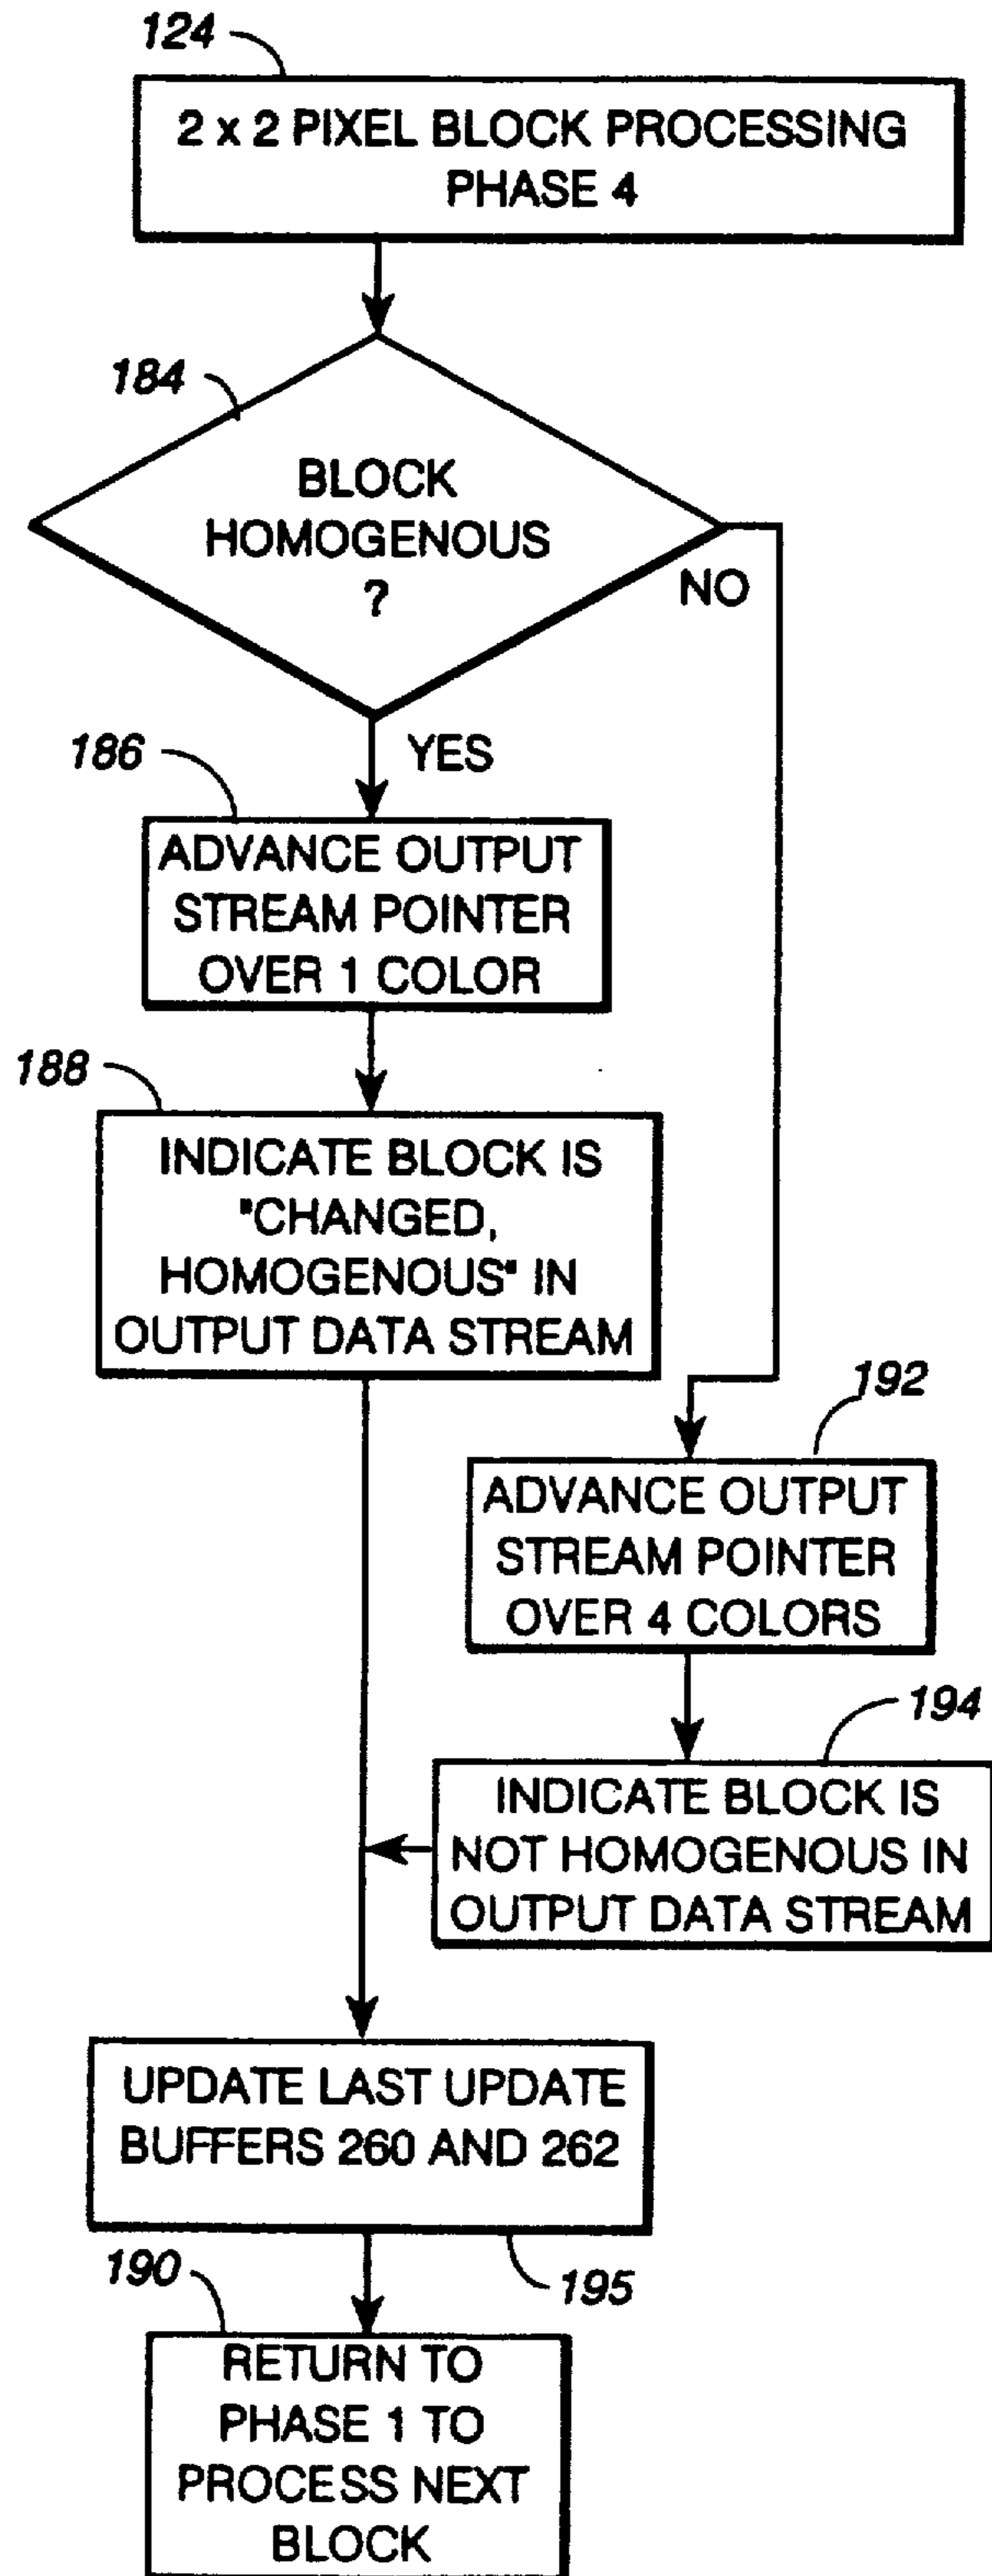 124
2 x 2 PIXEL BLOCK PROCESSING
PHASE 4
184
BLOCK
HOMOGENOUS
?
NO
YES
186
ADVANCE OUTPUT
STREAM POINTER
OVER 1 COLOR
188
INDICATE BLOCK IS
"CHANGED,
HOMOGENOUS" IN
OUTPUT DATA STREAM
192
ADVANCE OUTPUT
STREAM POINTER
OVER 4 COLORS
194
INDICATE BLOCK IS
NOT HOMOGENOUS IN
OUTPUT DATA STREAM
UPDATE LAST UPDATE
BUFFERS 260 AND 262
195
190
RETURN TO
PHASE 1 TO
PROCESS NEXT
BLOCK